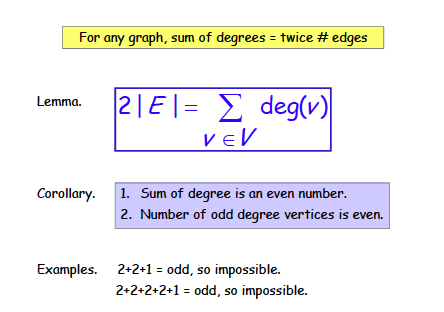 For any graph, sum of degrees = twice # edges
Lemma.
2|E|= ∑ deg(v)
v ∈ V
Corollary.
1. Sum of degree is an even number.
2. Number of odd degree vertices is even.
Examples.
2+2+1 = odd, so impossible.
2+2+2+2+1 = odd, so impossible.